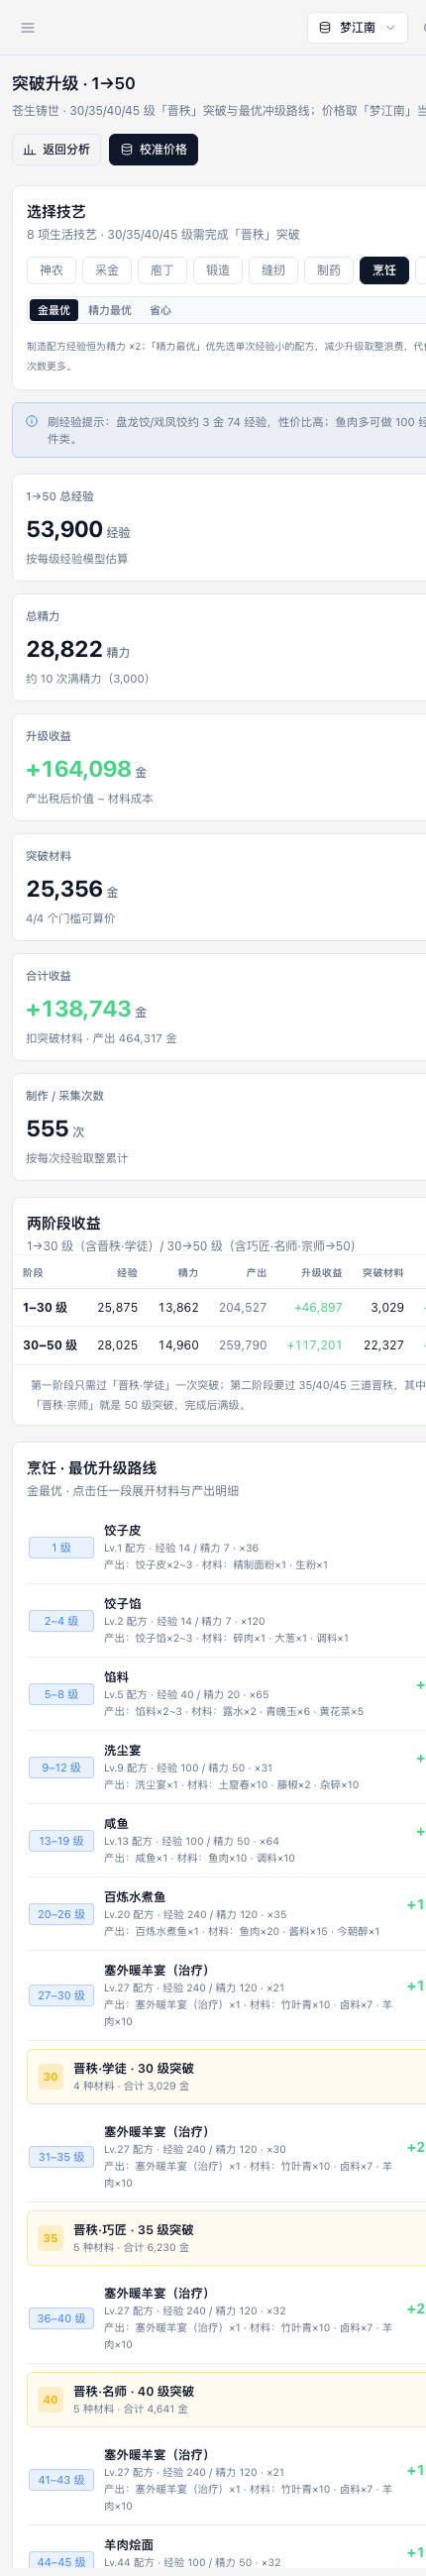 梦江南
突破升级 · 1→50
苍生铸世 · 30/35/40/45 级「晋秩」突破与最优冲级路线；价格取「梦江南」当
返回分析
校准价格
选择技艺
8 项生活技艺 · 30/35/40/45 级需完成「晋秩」突破
神农 采金 庖丁 锻造 缝纫 制药 烹饪
金最优 精力最优 省心
制造配方经验恒为精力 ×2；「精力最优」优先选单次经验小的配方，减少升级取整浪费，代
次数更多。
刷经验提示：盘龙饺/戏凤饺约 3 金 74 经验，性价比高；鱼肉多可做 100 经
件类。
1→50 总经验
53,900 经验
按每级经验模型估算
总精力
28,822 精力
约 10 次满精力（3,000）
升级收益
+164,098 金
产出税后价值 − 材料成本
突破材料
25,356 金
4/4 个门槛可算价
合计收益
+138,743 金
扣突破材料 · 产出 464,317 金
制作 / 采集次数
555 次
按每次经验取整累计
两阶段收益
1→30 级（含晋秩·学徒）/ 30→50 级（含巧匠·名师·宗师→50）
阶段 经验 精力 产出 升级收益 突破材料
1–30 级 25,875 13,862 204,527 +46,897 3,029
30–50 级 28,025 14,960 259,790 +117,201 22,327
第一阶段只需过「晋秩·学徒」一次突破；第二阶段要过 35/40/45 三道晋秩，其中
「晋秩·宗师」就是 50 级突破，完成后满级。
烹饪 · 最优升级路线
金最优 · 点击任一段展开材料与产出明细
饺子皮
1 级
Lv.1 配方 · 经验 14 / 精力 7 · ×36
产出：饺子皮×2~3 · 材料：精制面粉×1 · 生粉×1
饺子馅
2–4 级
Lv.2 配方 · 经验 14 / 精力 7 · ×120
产出：饺子馅×2~3 · 材料：碎肉×1 · 大葱×1 · 调料×1
馅料
5–8 级
Lv.5 配方 · 经验 40 / 精力 20 · ×65
产出：馅料×2~3 · 材料：露水×2 · 青魄玉×6 · 黄花菜×5
+
洗尘宴
9–12 级
Lv.9 配方 · 经验 100 / 精力 50 · ×31
产出：洗尘宴×1 · 材料：土窟春×10 · 藤椒×2 · 杂碎×10
+
咸鱼
13–19 级
Lv.13 配方 · 经验 100 / 精力 50 · ×64
产出：咸鱼×1 · 材料：鱼肉×10 · 调料×10
+
百炼水煮鱼
20–26 级
Lv.20 配方 · 经验 240 / 精力 120 · ×35
产出：百炼水煮鱼×1 · 材料：鱼肉×20 · 酱料×15 · 今朝醉×1
+1
塞外暖羊宴（治疗）
27–30 级
Lv.27 配方 · 经验 240 / 精力 120 · ×21
产出：塞外暖羊宴（治疗）×1 · 材料：竹叶青×10 · 卤料×7 · 羊
肉×10
+1
30
晋秩·学徒 · 30 级突破
4 种材料 · 合计 3,029 金
塞外暖羊宴（治疗）
31–35 级
Lv.27 配方 · 经验 240 / 精力 120 · ×30
产出：塞外暖羊宴（治疗）×1 · 材料：竹叶青×10 · 卤料×7 · 羊
肉×10
+2
35
晋秩·巧匠 · 35 级突破
5 种材料 · 合计 6,230 金
塞外暖羊宴（治疗）
36–40 级
Lv.27 配方 · 经验 240 / 精力 120 · ×32
产出：塞外暖羊宴（治疗）×1 · 材料：竹叶青×10 · 卤料×7 · 羊
肉×10
+2
40
晋秩·名师 · 40 级突破
5 种材料 · 合计 4,641 金
塞外暖羊宴（治疗）
41–43 级
Lv.27 配方 · 经验 240 / 精力 120 · ×21
产出：塞外暖羊宴（治疗）×1 · 材料：竹叶青×10 · 卤料×7 · 羊
肉×10
+1
羊肉烩面
44–45 级
Lv.44 配方 · 经验 100 / 精力 50 · ×32
+1